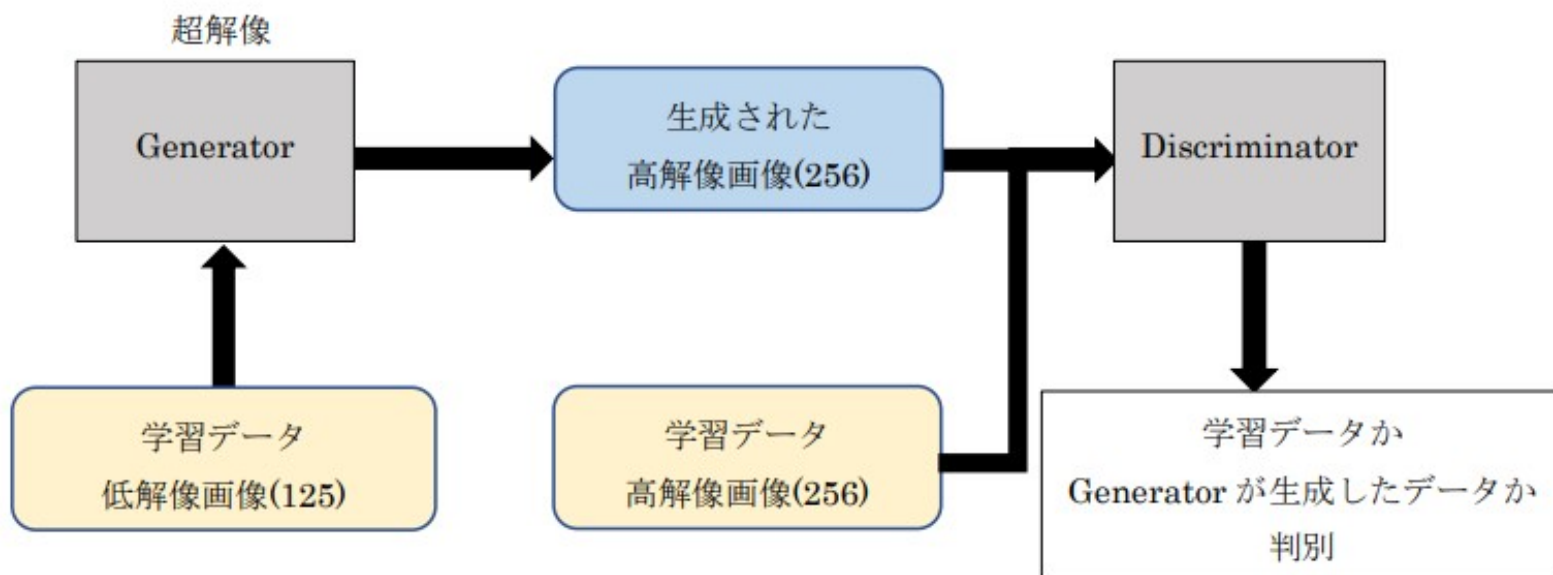 超解像
Generator
生成された
高解像画像(256)
Discriminator
学習データ
低解像画像(125)
学習データ
高解像画像(256)
学習データか
Generator が生成したデータか
判別